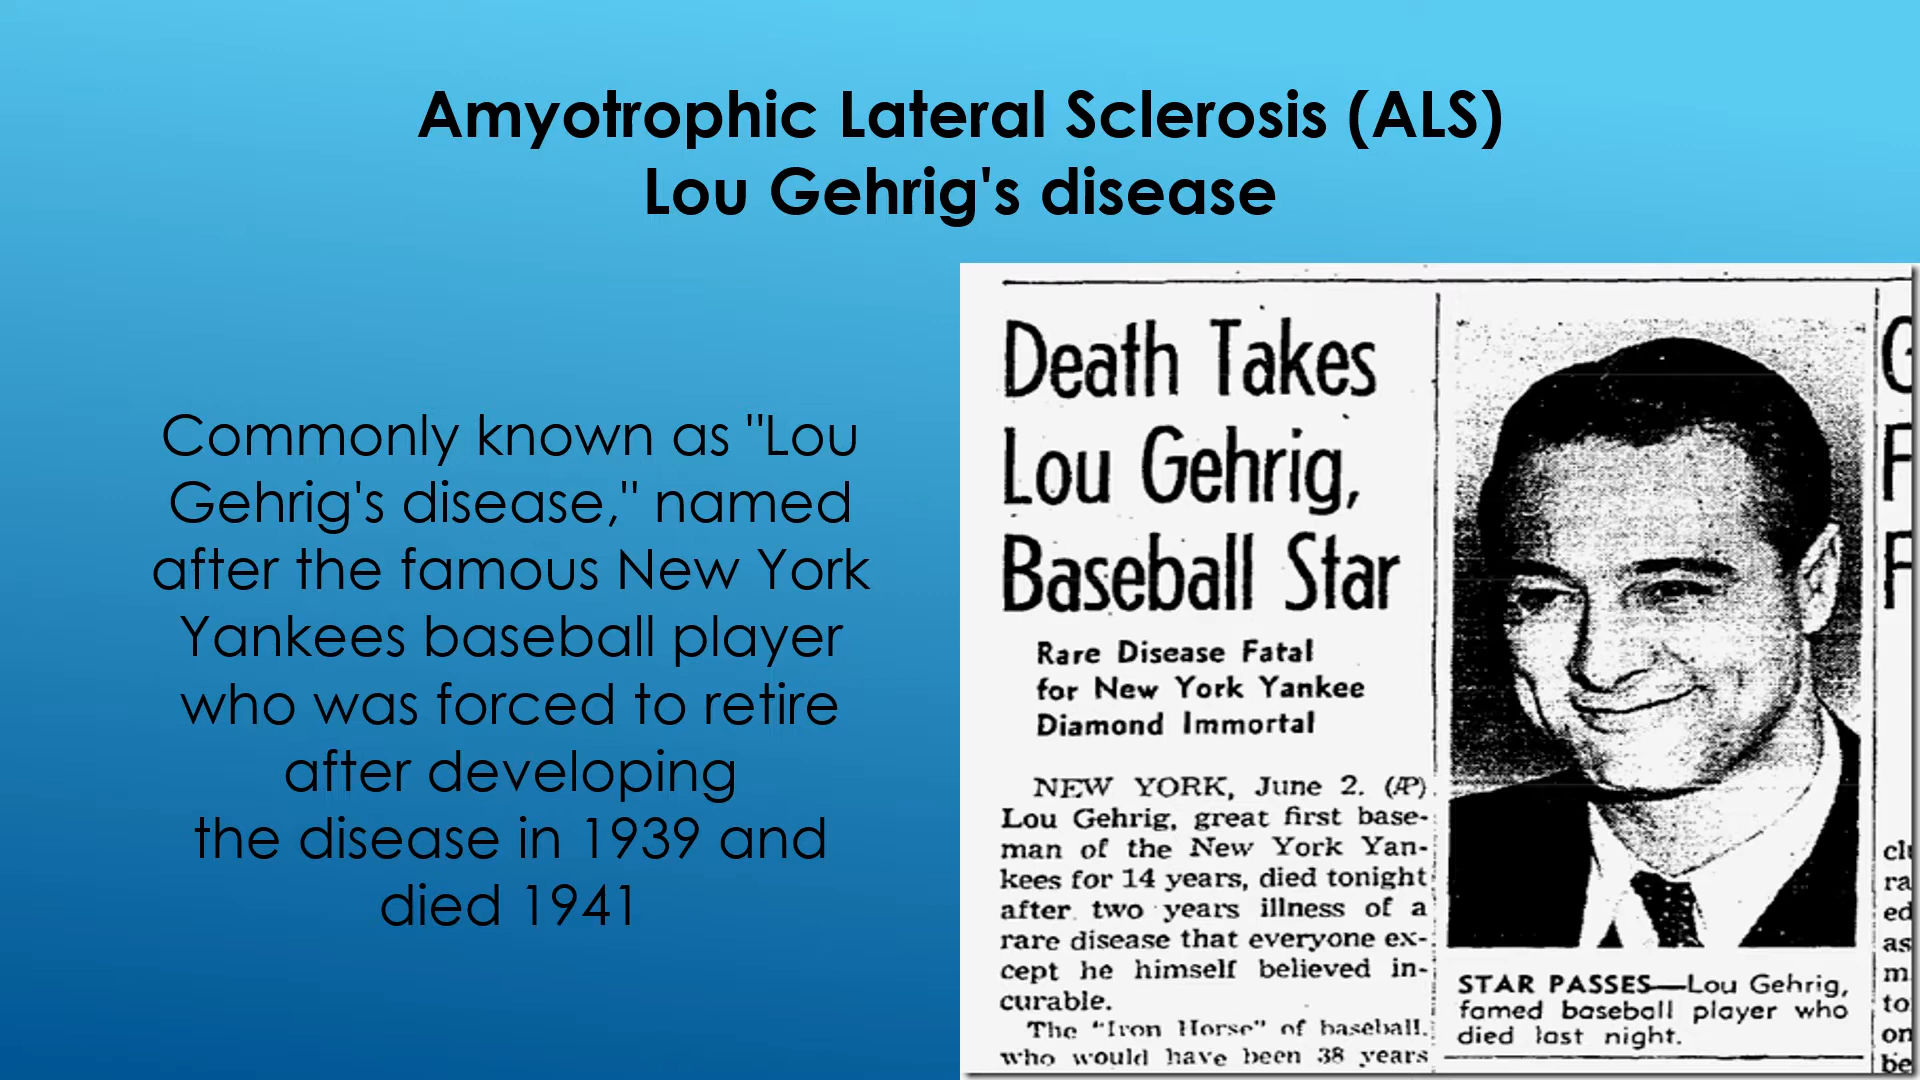 Amyotrophic Lateral Sclerosis (ALS)
Lou Gehrig's disease
Commonly known as "Lou
Gehrig's disease," named
after the famous New York
Yankees baseball player
who was forced to retire
after developing
the disease in 1939 and
died 1941
Death Takes
Lou Gehrig,
Baseball Star
Rare Disease Fatal
for New York Yankee
Diamond Immortal
NEW YORK, June 2. (AP)
Lou Gehrig, great first base-
man of the New York Yan-
kees for 14 years, died tonight
after two years illness of a
rare disease that everyone ex-
cept he himself believed in-
curable.
The "Iron Horse" of baseball,
who would have been 38 years
STAR PASSES—Lou Gehrig,
famed baseball player who
died last night.